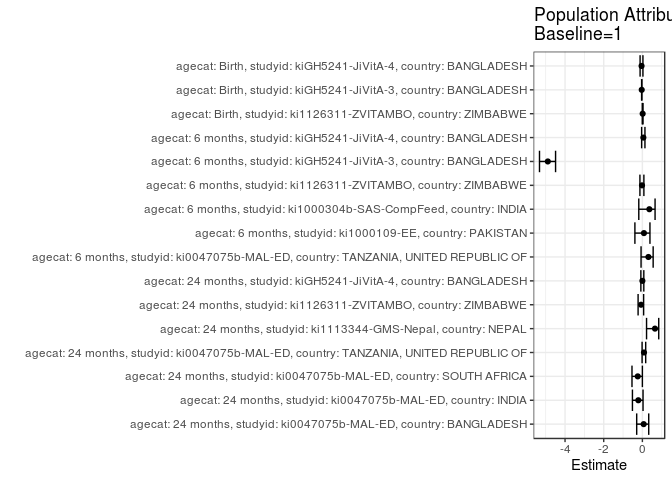 Population Attribu
Baseline=1
agecat: Birth, studyid: kiGH5241-JiVitA-4, country: BANGLADESH
agecat: Birth, studyid: kiGH5241-JiVitA-3, country: BANGLADESH
agecat: Birth, studyid: ki1126311-ZVITAMBO, country: ZIMBABWE
agecat: 6 months, studyid: kiGH5241-JiVitA-4, country: BANGLADESH
agecat: 6 months, studyid: kiGH5241-JiVitA-3, country: BANGLADESH
agecat: 6 months, studyid: ki1126311-ZVITAMBO, country: ZIMBABWE
agecat: 6 months, studyid: ki1000304b-SAS-CompFeed, country: INDIA
agecat: 6 months, studyid: ki1000109-EE, country: PAKISTAN
agecat: 6 months, studyid: ki0047075b-MAL-ED, country: TANZANIA, UNITED REPUBLIC OF
agecat: 24 months, studyid: kiGH5241-JiVitA-4, country: BANGLADESH
agecat: 24 months, studyid: ki1126311-ZVITAMBO, country: ZIMBABWE
agecat: 24 months, studyid: ki1113344-GMS-Nepal, country: NEPAL
agecat: 24 months, studyid: ki0047075b-MAL-ED, country: TANZANIA, UNITED REPUBLIC OF
agecat: 24 months, studyid: ki0047075b-MAL-ED, country: SOUTH AFRICA
agecat: 24 months, studyid: ki0047075b-MAL-ED, country: INDIA
agecat: 24 months, studyid: ki0047075b-MAL-ED, country: BANGLADESH
-4 -2 0
Estimate